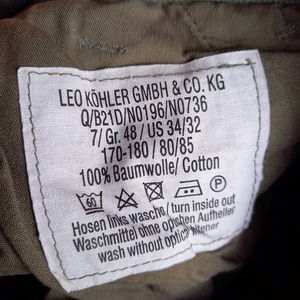 LEO KÖHLER GMBH & CO. KG
Q/B21D/N0196/N0736
7/ Gr. 48 / US 34/32
170-180 / 80/85
100% Baumwolle/ Cotton
60
Hosen links waschen/ turn inside out
Waschmittel ohne optischen Aufheller
wash without optical